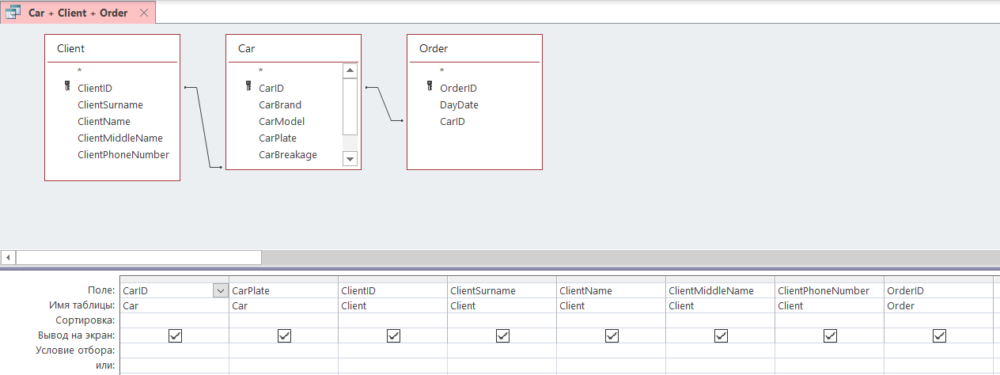 Car + Client + Order
Client
*
ClientID
ClientSurname
ClientName
ClientMiddleName
ClientPhoneNumber
Car
*
CarID
CarBrand
CarModel
CarPlate
CarBreakage
Order
*
OrderID
DayDate
CarID
Поле: CarID CarPlate ClientID ClientSurname ClientName ClientMiddleName ClientPhoneNumber OrderID
Имя таблицы: Car Car Client Client Client Client Client Order
Сортировка:
Вывод на экран:
Условие отбора:
или: